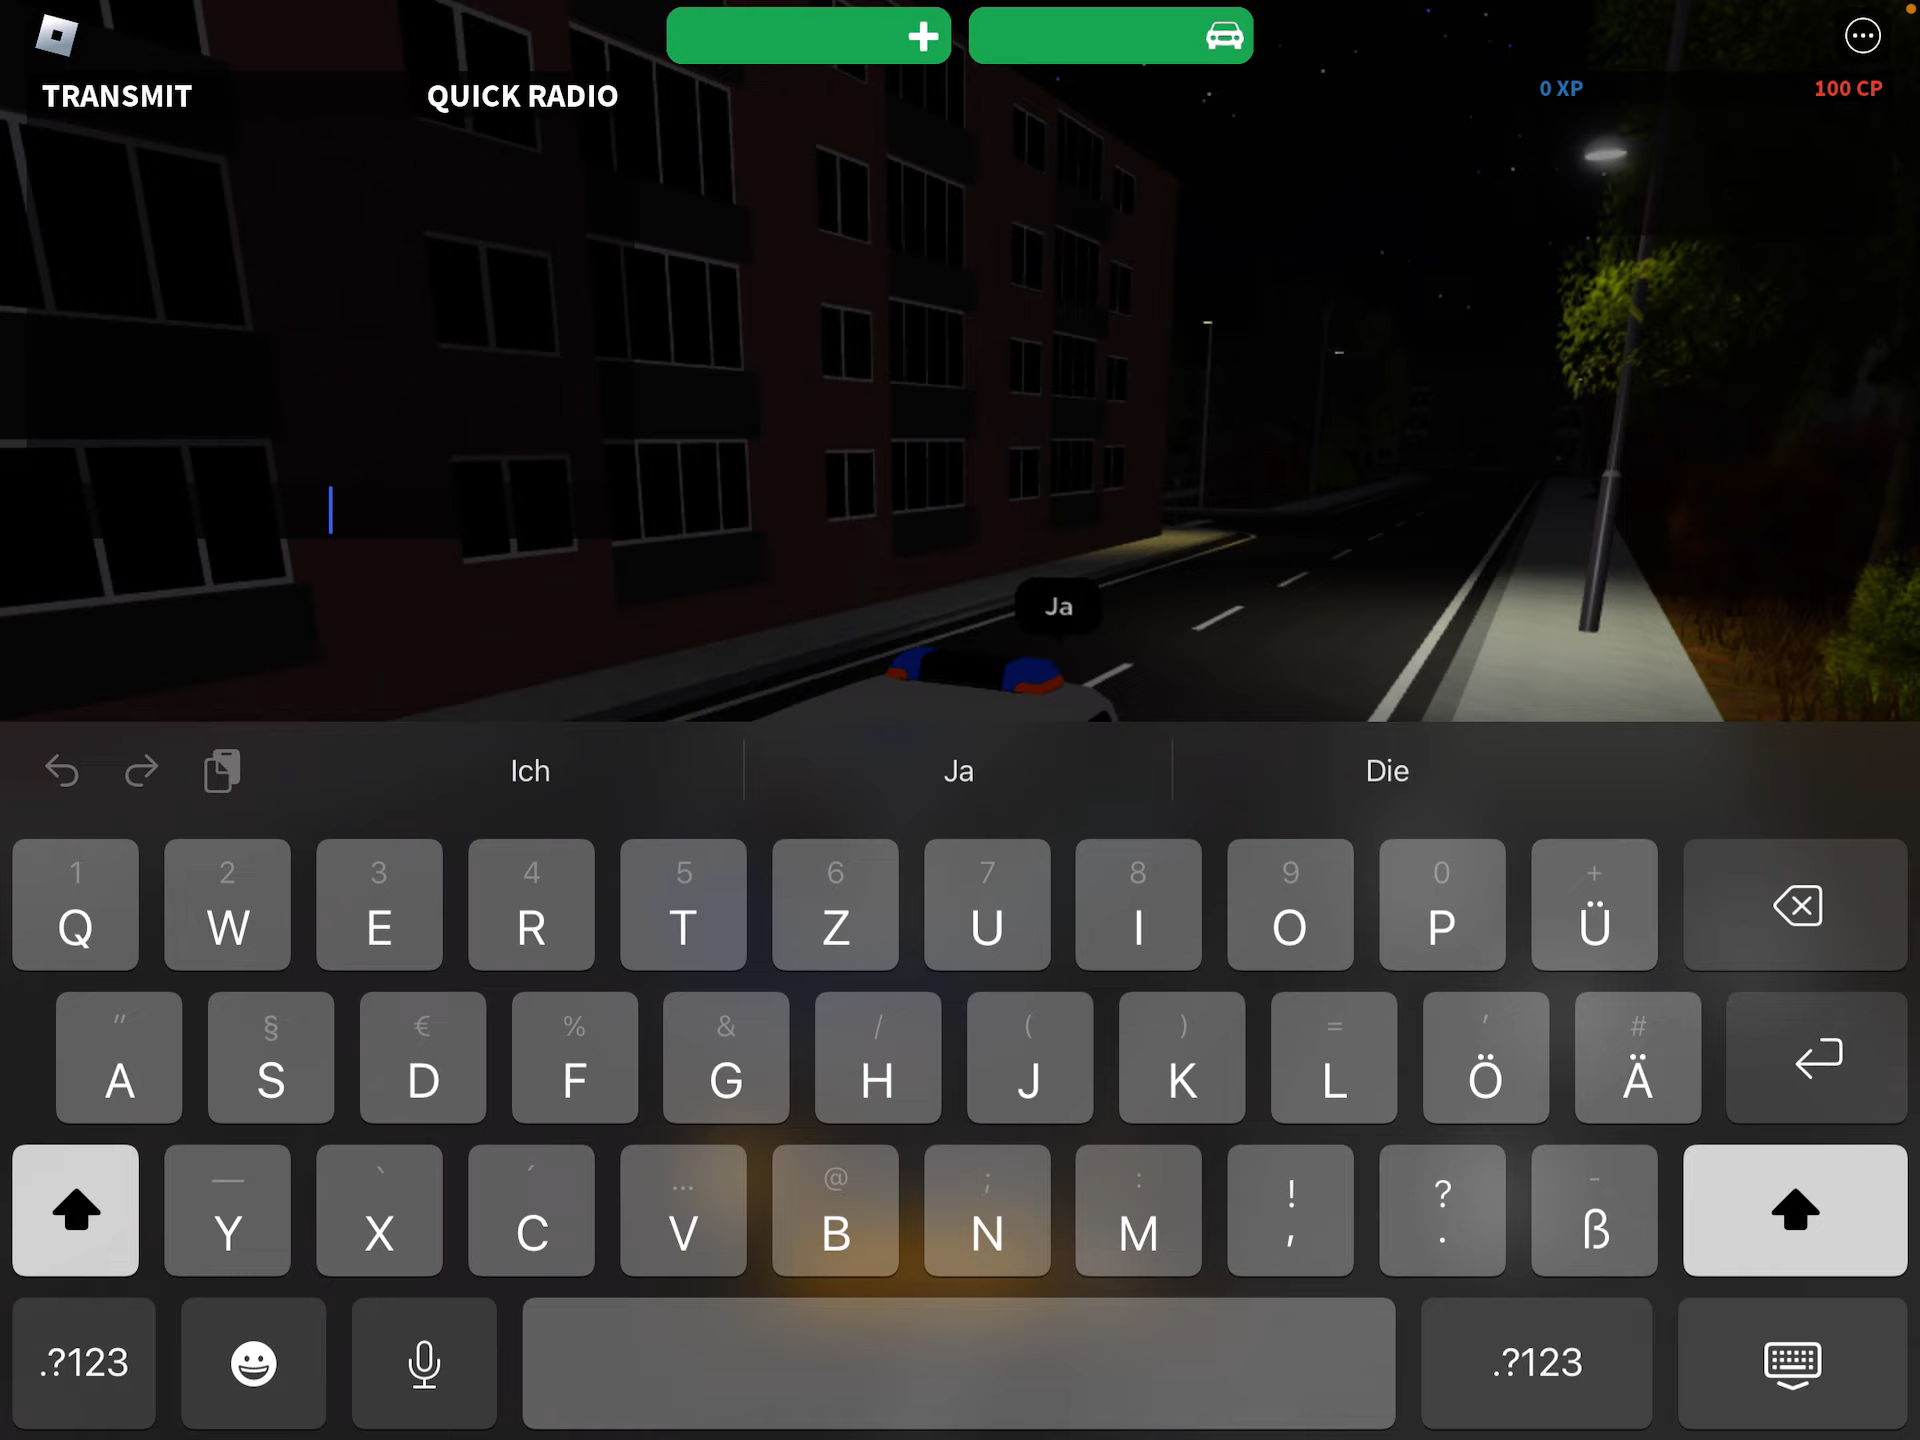 TRANSMIT QUICK RADIO 0 XP 100 CP
Ja
Ich Ja Die
1 2 3 4 5 6 7 8 9 0 +
Q W E R T Z U I O P Ü
" § € % & / ( ) = ' #
A S D F G H J K L Ö Ä
— ` ´ ... @ ; : ! ? -
Y X C V B N M , . ß
.?123 .?123